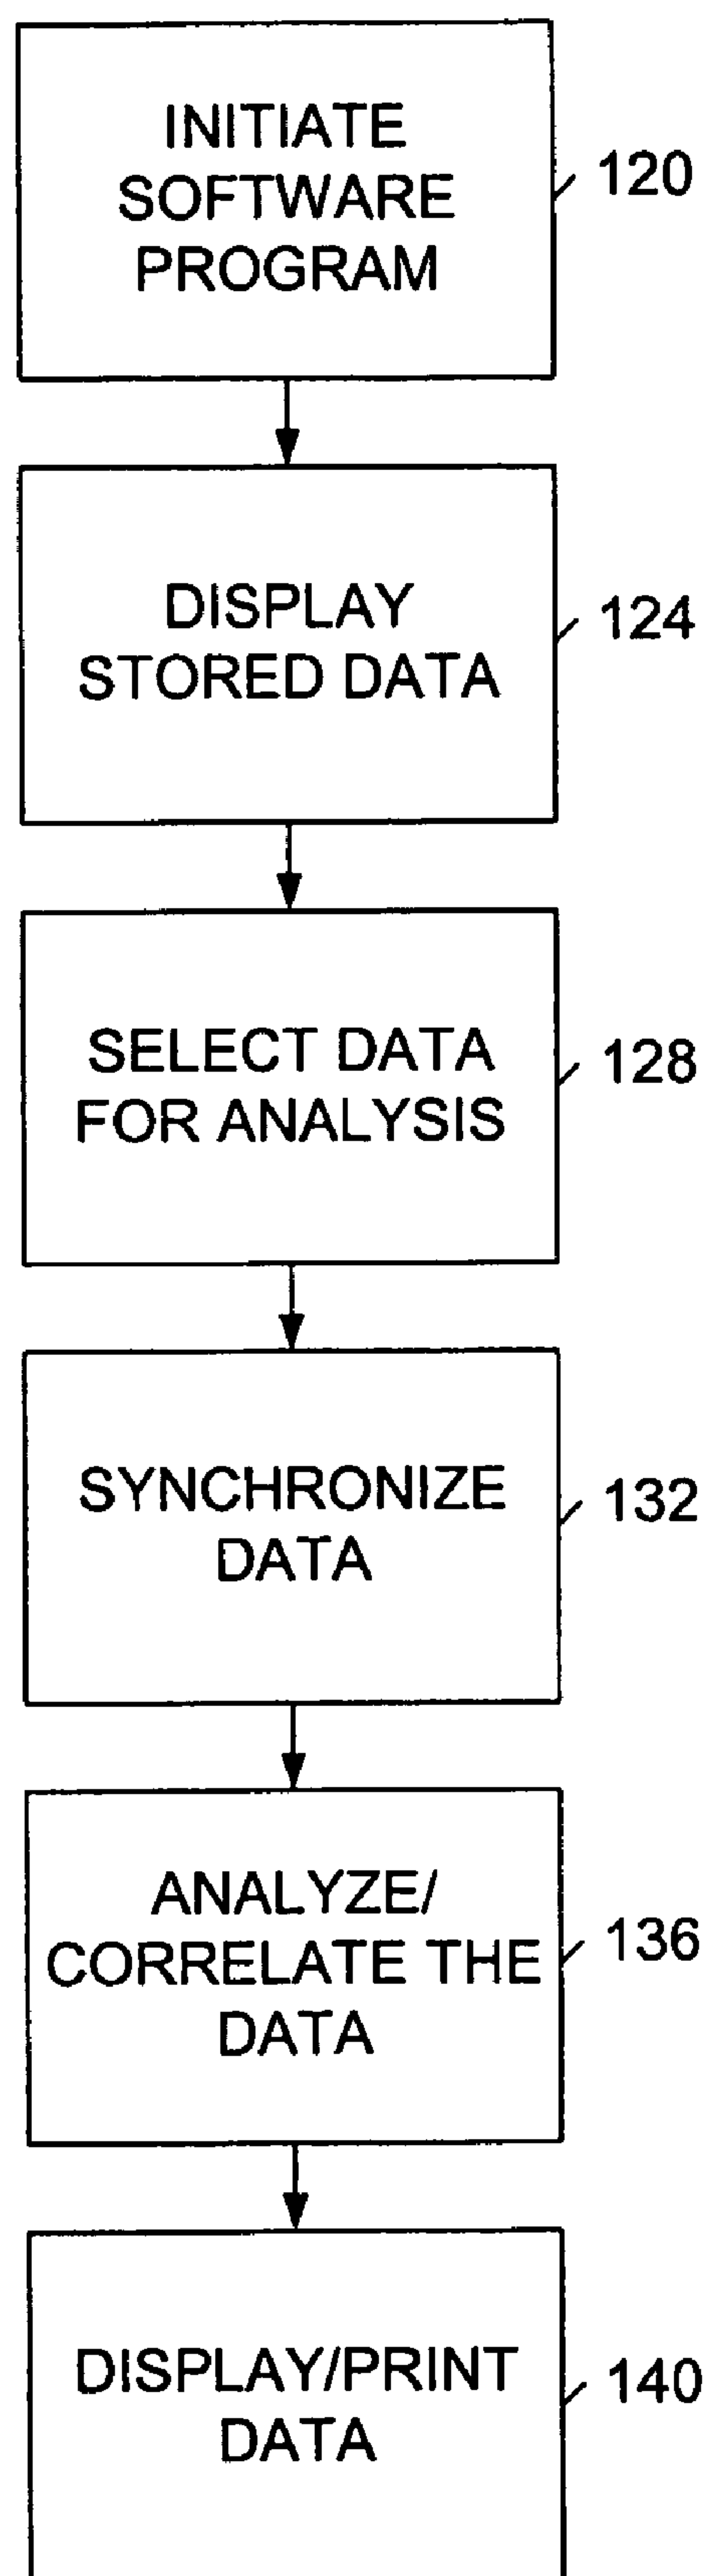 INITIATE
SOFTWARE
PROGRAM
120
DISPLAY
STORED DATA
124
SELECT DATA
FOR ANALYSIS
128
SYNCHRONIZE
DATA
132
ANALYZE/
CORRELATE THE
DATA
136
DISPLAY/PRINT
DATA
140